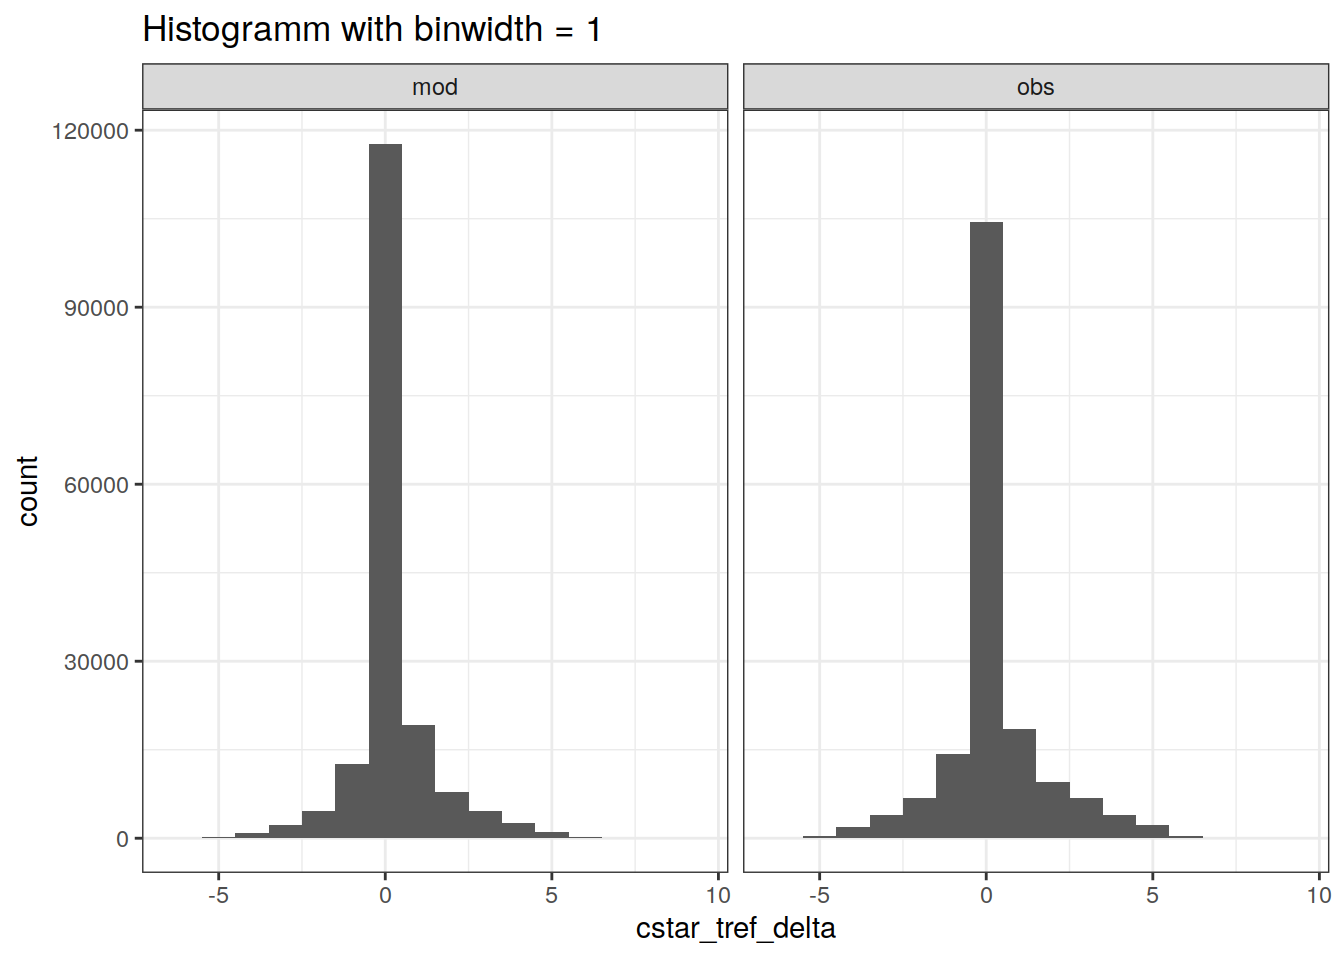 Histogramm with binwidth = 1
mod
obs
120000
90000
60000
30000
0
count
-5 0 5 10
-5 0 5 10
cstar_tref_delta